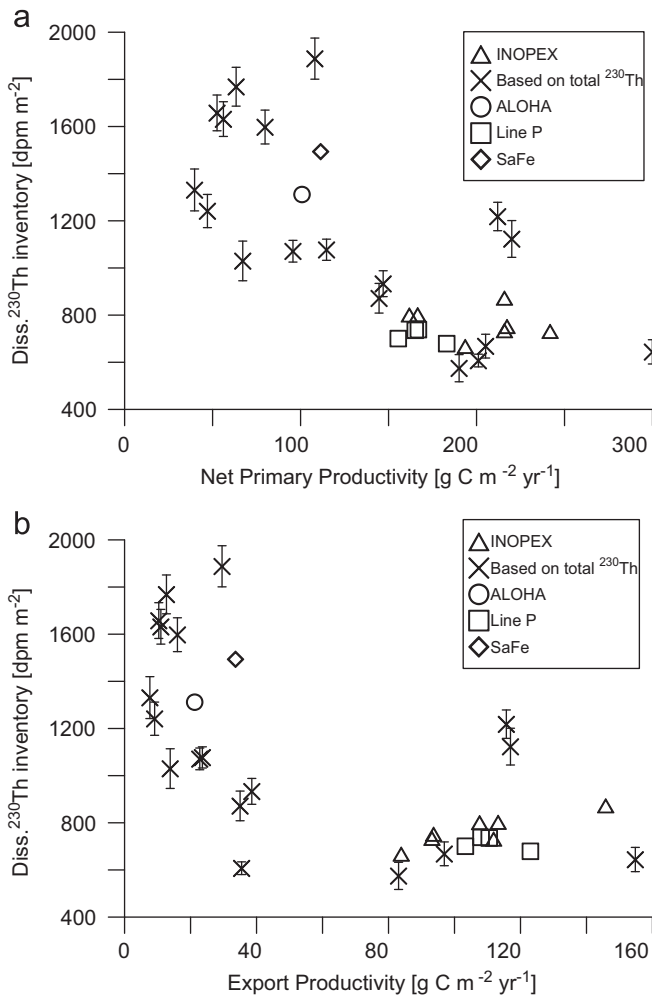 a
2000
1600
1200
800
400
Diss.²³⁰Th inventory [dpm m⁻²]
INOPEX
Based on total ²³⁰Th
ALOHA
Line P
SaFe
0 100 200 300
Net Primary Productivity [g C m ⁻² yr⁻¹]
b
2000
1600
1200
800
400
Diss.²³⁰Th inventory [dpm m⁻²]
INOPEX
Based on total ²³⁰Th
ALOHA
Line P
SaFe
0 40 80 120 160
Export Productivity [g C m ⁻² yr⁻¹]